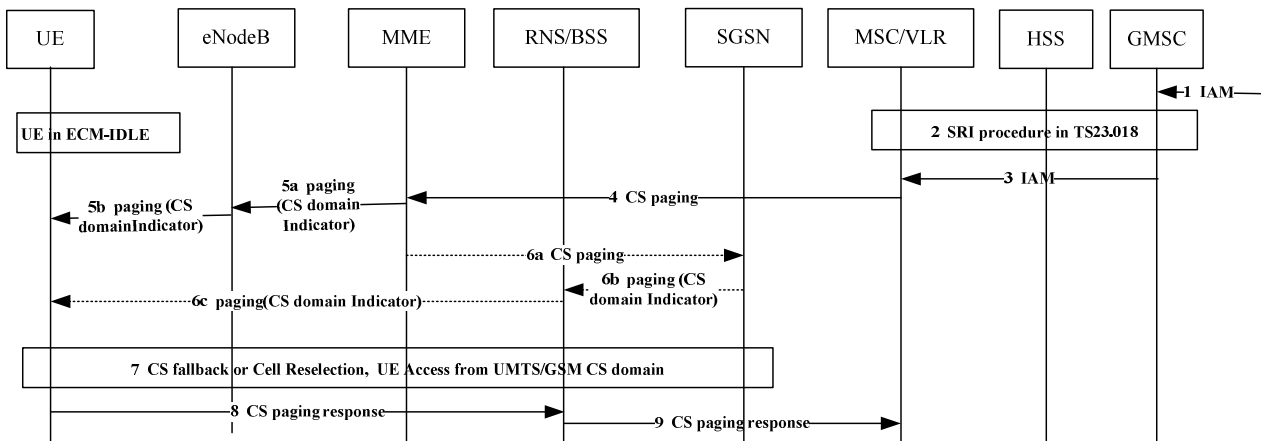 UE
eNodeB
MME
RNS/BSS
SGSN
MSC/VLR
HSS
GMSC
1 IAM
UE in ECM-IDLE
2 SRI procedure in TS23.018
3 IAM
4 CS paging
5a paging
(CS domain
Indicator)
5b paging (CS
domainIndicator)
6a CS paging
6b paging (CS
domain Indicator)
6c paging(CS domain Indicator)
7 CS fallback or Cell Reselection, UE Access from UMTS/GSM CS domain
8 CS paging response
9 CS paging response